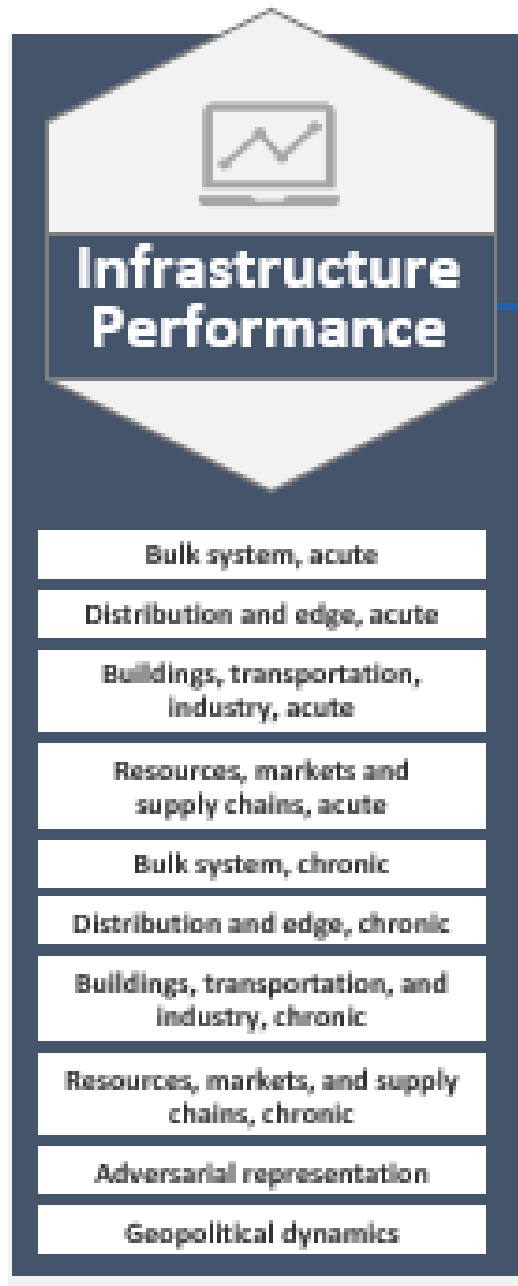 Infrastructure
Performance
Bulk system, acute
Distribution and edge, acute
Buildings, transportation,
industry, acute
Resources, markets and
supply chains, acute
Bulk system, chronic
Distribution and edge, chronic
Buildings, transportation, and
industry, chronic
Resources, markets, and supply
chains, chronic
Adversarial representation
Geopolitical dynamics